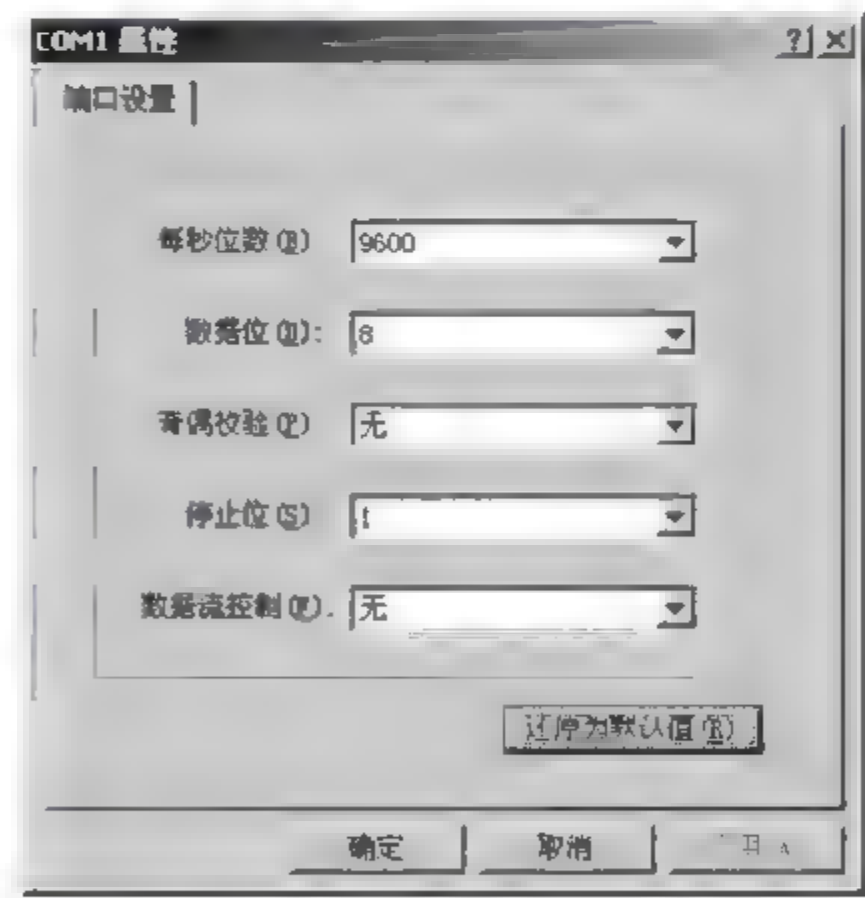 COM1 属性
端口设置
每秒位数(B) 9600
数据位(D): 8
奇偶校验(P) 无
停止位(S) 1
数据流控制(F). 无
还原为默认值(R)
确定 取消